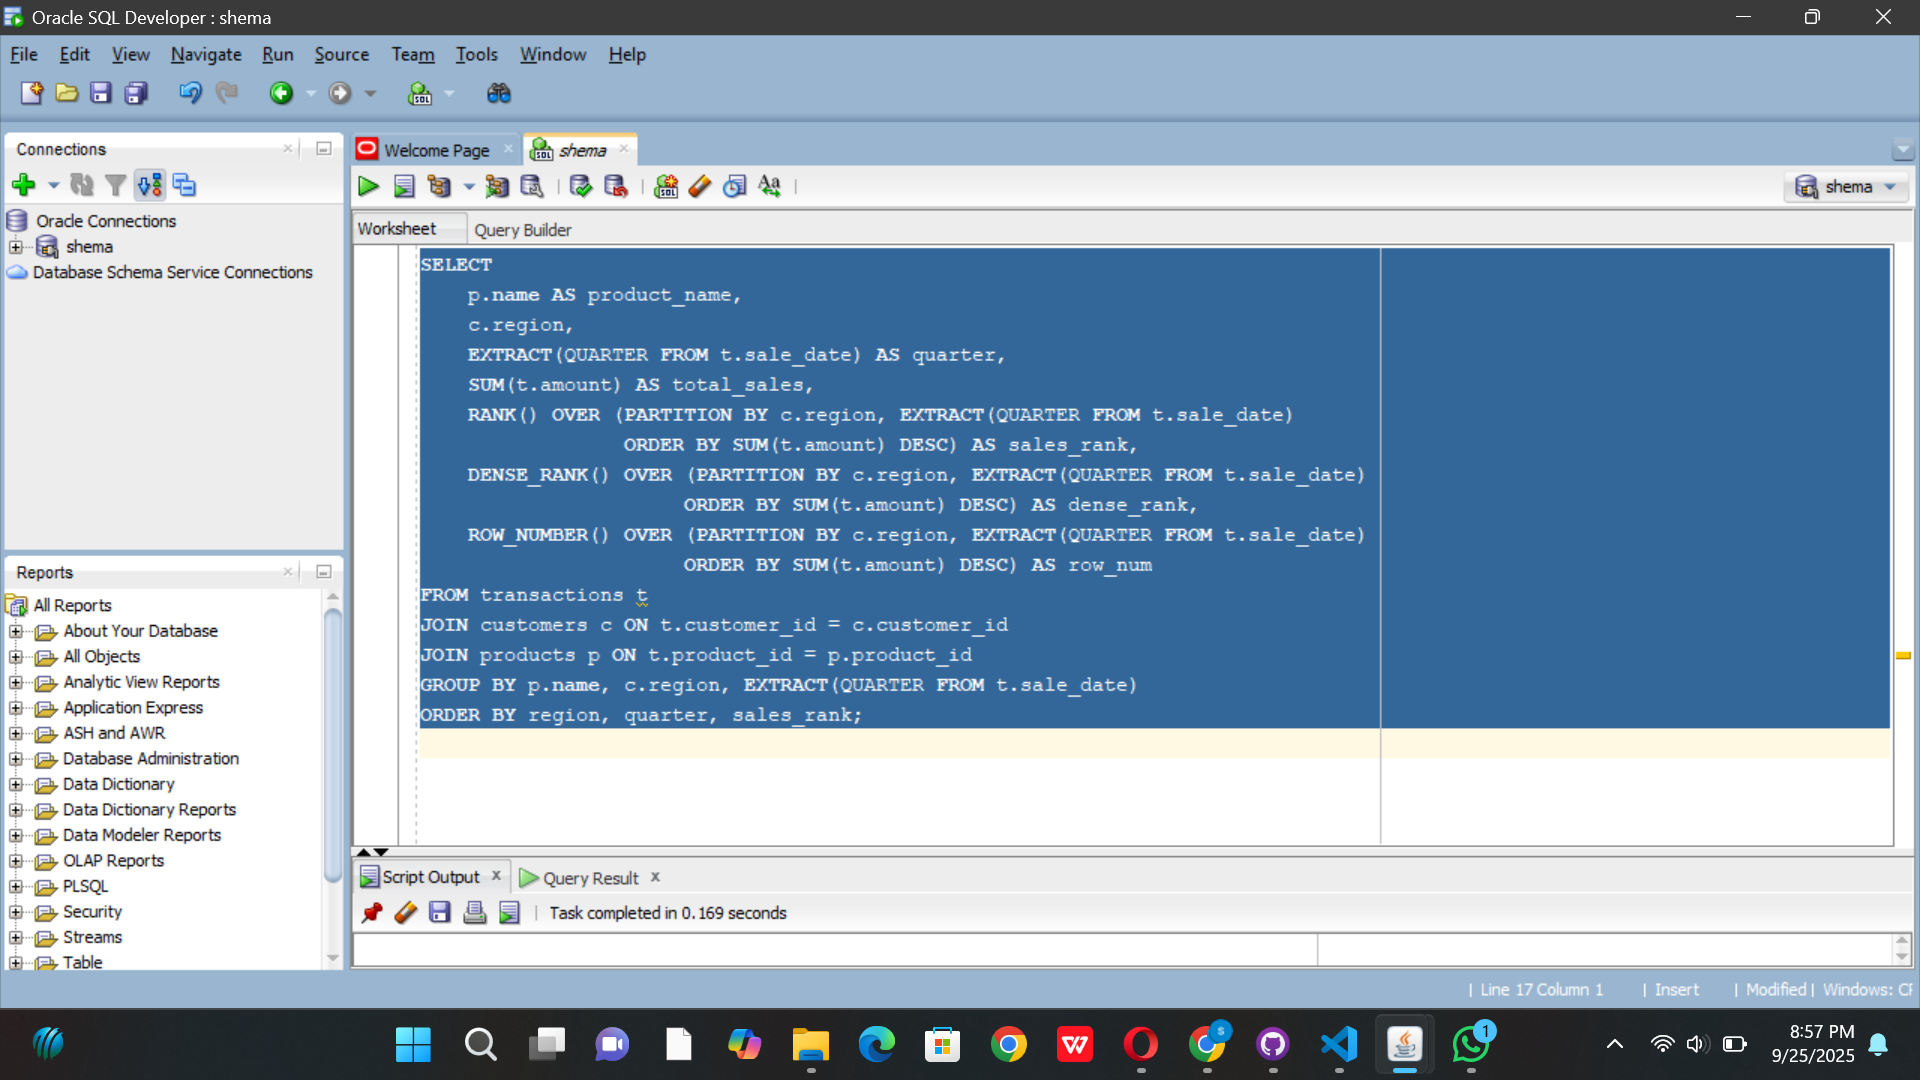 Oracle SQL Developer : shema
File Edit View Navigate Run Source Team Tools Window Help
Connections
Oracle Connections
shema
Database Schema Service Connections
Reports
All Reports
About Your Database
All Objects
Analytic View Reports
Application Express
ASH and AWR
Database Administration
Data Dictionary
Data Dictionary Reports
Data Modeler Reports
OLAP Reports
PLSQL
Security
Streams
Table
Welcome Page
shema
shema
Worksheet
Query Builder
SELECT
p.name AS product_name,
c.region,
EXTRACT(QUARTER FROM t.sale_date) AS quarter,
SUM(t.amount) AS total_sales,
RANK() OVER (PARTITION BY c.region, EXTRACT(QUARTER FROM t.sale_date)
ORDER BY SUM(t.amount) DESC) AS sales_rank,
DENSE_RANK() OVER (PARTITION BY c.region, EXTRACT(QUARTER FROM t.sale_date)
ORDER BY SUM(t.amount) DESC) AS dense_rank,
ROW_NUMBER() OVER (PARTITION BY c.region, EXTRACT(QUARTER FROM t.sale_date)
ORDER BY SUM(t.amount) DESC) AS row_num
FROM transactions t
JOIN customers c ON t.customer_id = c.customer_id
JOIN products p ON t.product_id = p.product_id
GROUP BY p.name, c.region, EXTRACT(QUARTER FROM t.sale_date)
ORDER BY region, quarter, sales_rank;
Script Output
Query Result
Task completed in 0.169 seconds
| Line 17 Column 1 | Insert | Modified | Windows: CR
8:57 PM
9/25/2025